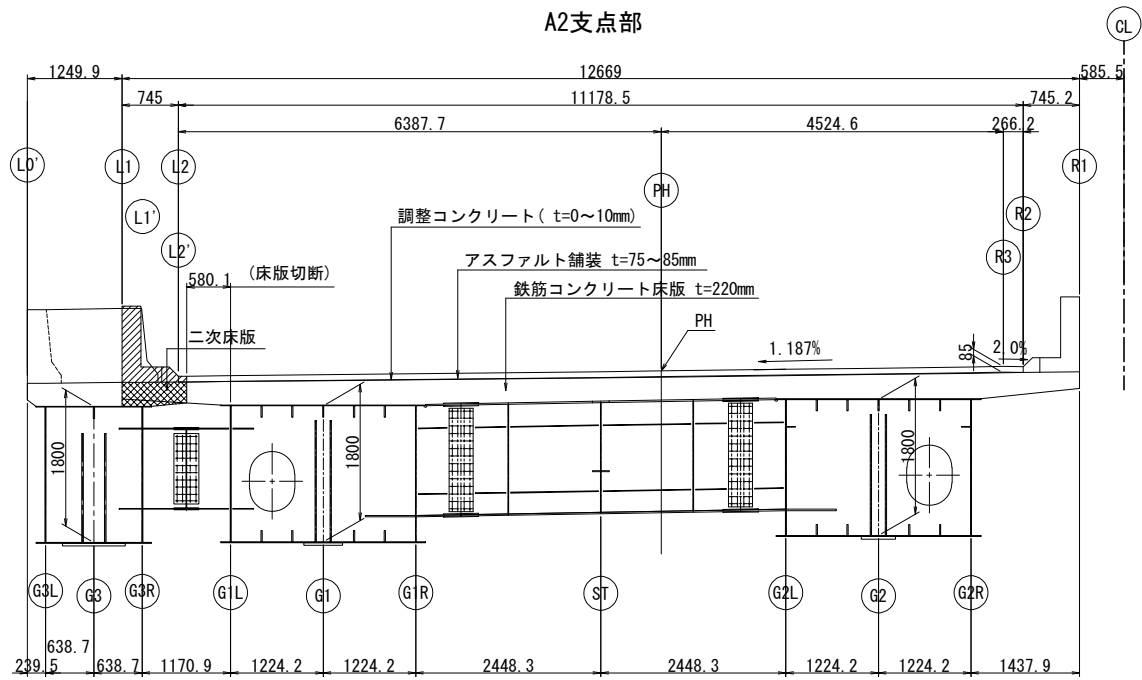 A2支点部
CL
1249.9
12669
585.5
745
11178.5
745.2
6387.7
4524.6
266.2
L0'
L1
L2
PH
R1
L1'
R2
L2'
R3
調整コンクリート( t=0～10mm)
アスファルト舗装 t=75～85mm
580.1
(床版切断)
鉄筋コンクリート床版 t=220mm
二次床版
PH
1.187%
85
2.0%
1800
1800
1800
G3L
G3
G3R
G1L
G1
G1R
ST
G2L
G2
G2R
638.7
239.5
638.7
1170.9
1224.2
1224.2
2448.3
2448.3
1224.2
1224.2
1437.9